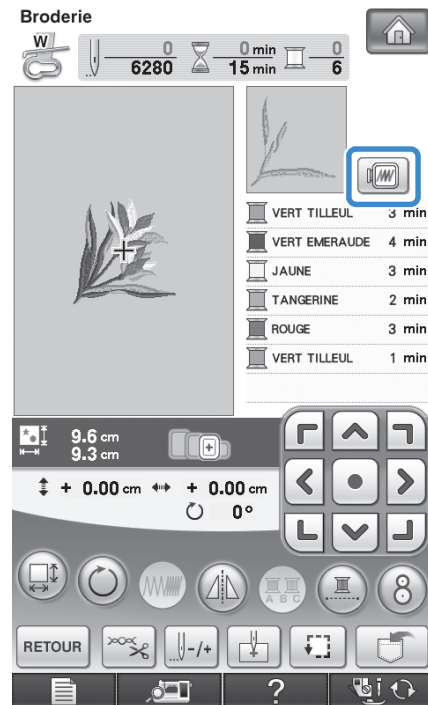 Broderie
W
0 0 min 0
6280 15 min 6
VERT TILLEUL 3 min
VERT EMERAUDE 4 min
JAUNE 3 min
TANGERINE 2 min
ROUGE 3 min
VERT TILLEUL 1 min
9.6 cm
9.3 cm
+ 0.00 cm + 0.00 cm
0°
A B C
8
RETOUR
-/+
?